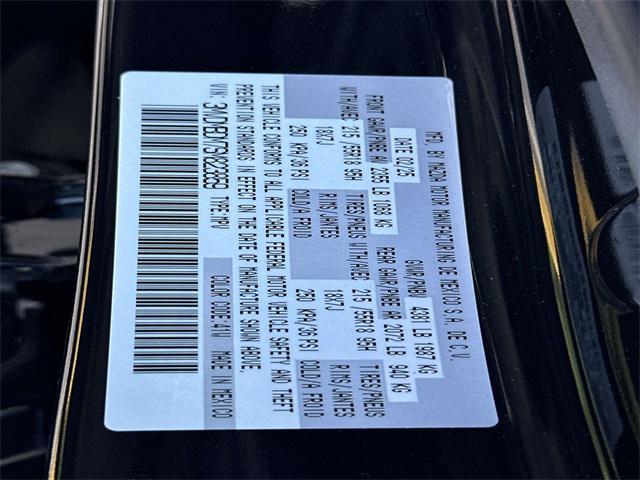 MFD. BY MAZDA MOTOR MANUFACTURING DE MEXICO S.A. DE C.V.
DATE 02/25 GVWR/PNBV 4381 LB 1987 KG
FRONT GAWR/PNBE AV 2355 LB 1068 KG REAR GAWR/PNBE AR 2072 LB 940 KG
WITH/AVEC 215/55R18 95H TIRES/PNEUS WITH/AVEC 215/55R18 95H TIRES/PNEUS
18X7J RIMS/JANTES 18X7J RIMS/JANTES
250 KPA/36 PSI COLD/A FROID 250 KPA/36 PSI COLD/A FROID
THIS VEHICLE CONFORMS TO ALL APPLICABLE FEDERAL MOTOR VEHICLE SAFETY AND THEFT
PREVENTION STANDARDS IN EFFECT ON THE DATE OF MANUFACTURE SHOWN ABOVE.
VIN: TYPE:MPV COLOR CODE:41W MADE IN MEXICO